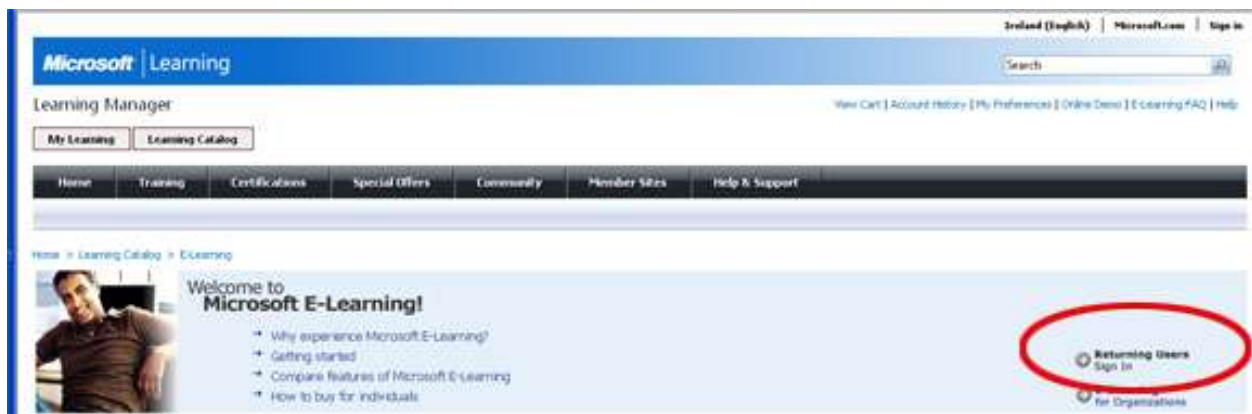 Ireland (English) | Microsoft.com | Sign in
Microsoft | Learning
Search
Learning Manager
View Cart | Account History | My Preferences | Online Demo | E-Learning FAQ | Help
My Learning Learning Catalog
Home Training Certifications Special Offers Community Member Sites Help & Support
Home > Learning Catalog > E-Learning
Welcome to
Microsoft E-Learning!
Why experience Microsoft E-Learning?
Getting started
Compare features of Microsoft E-Learning
How to buy for individuals
Returning Users
Sign In
for Organizations